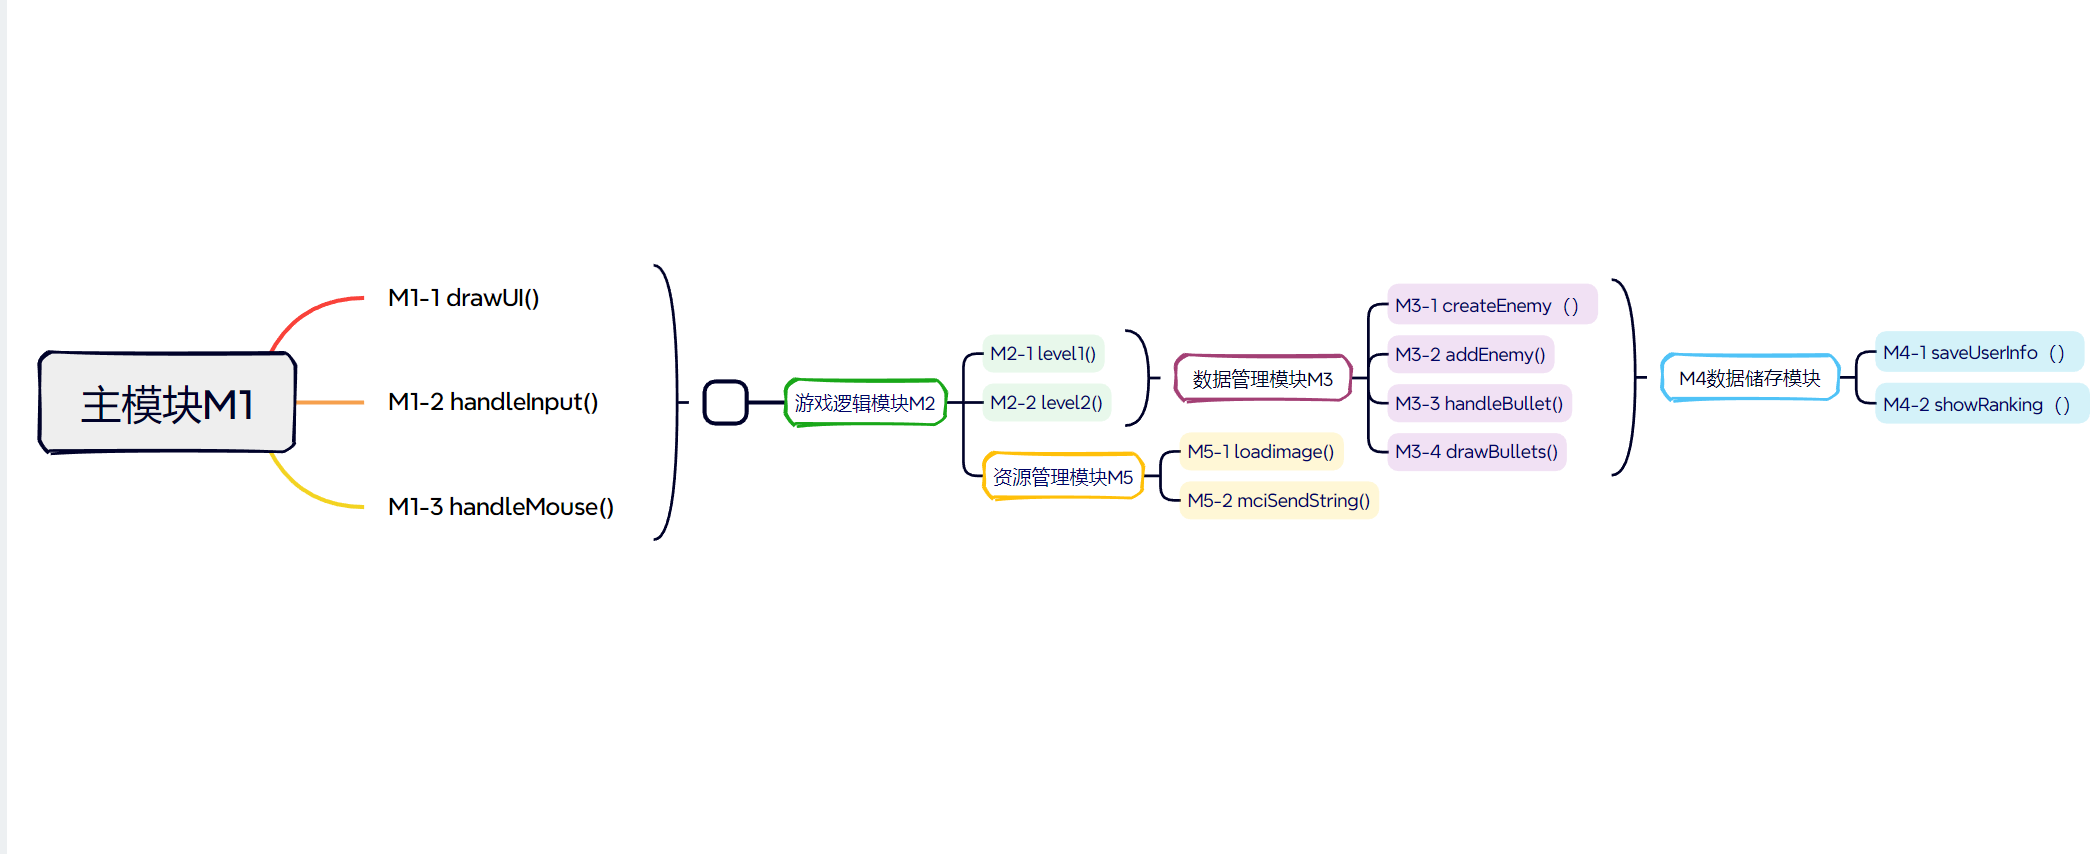 主模块M1
M1-1 drawUI()
M1-2 handleInput()
M1-3 handleMouse()
游戏逻辑模块M2
M2-1 level1()
M2-2 level2()
数据管理模块M3
M3-1 createEnemy（）
M3-2 addEnemy()
M3-3 handleBullet()
M3-4 drawBullets()
M4数据储存模块
M4-1 saveUserInfo（）
M4-2 showRanking（）
资源管理模块M5
M5-1 loadimage()
M5-2 mciSendString()